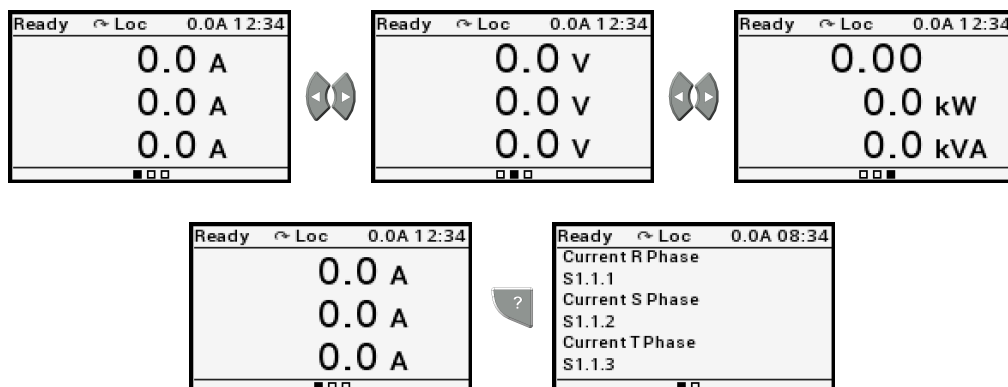 Ready Loc 0.0A 12:34
0.0 A
0.0 A
0.0 A
Ready Loc 0.0A 12:34
0.0 V
0.0 V
0.0 V
Ready Loc 0.0A 12:34
0.00
0.0 kW
0.0 kVA
Ready Loc 0.0A 12:34
0.0 A
0.0 A
0.0 A
?
Ready Loc 0.0A 08:34
Current R Phase
S1.1.1
Current S Phase
S1.1.2
Current T Phase
S1.1.3